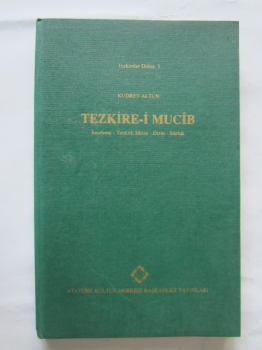 Tezkireler Dizisi: 3
KUDRET ALTUN
TEZKİRE-İ MUCİB
İnceleme - Tenkitli Metin - Dizin - Sözlük
ATATÜRK KÜLTÜR MERKEZİ BAŞKANLIĞI YAYINLARI